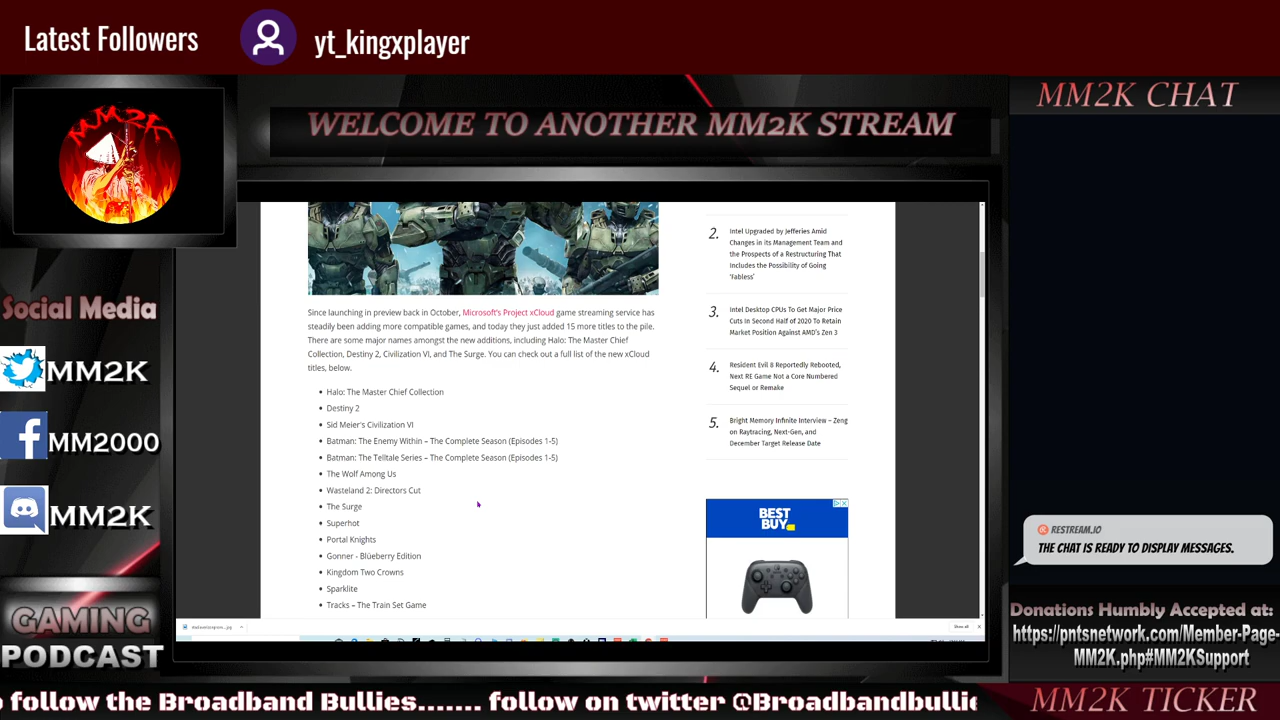 Latest Followers
yt_kingxplayer
MM2K
WELCOME TO ANOTHER MM2K STREAM
MM2K CHAT
Since launching in preview back in October, Microsoft's Project xCloud game streaming service has
steadily been adding more compatible games, and today they just added 15 more titles to the pile.
There are some major names amongst the new additions, including Halo: The Master Chief
Collection, Destiny 2, Civilization VI, and The Surge. You can check out a full list of the new xCloud
titles, below.
• Halo: The Master Chief Collection
• Destiny 2
• Sid Meier's Civilization VI
• Batman: The Enemy Within – The Complete Season (Episodes 1-5)
• Batman: The Telltale Series – The Complete Season (Episodes 1-5)
• The Wolf Among Us
• Wasteland 2: Directors Cut
• The Surge
• Superhot
• Portal Knights
• Gonner - Blüeberry Edition
• Kingdom Two Crowns
• Sparklite
• Tracks – The Train Set Game
2. Intel Upgraded by Jefferies Amid
Changes in its Management Team and
the Prospects of a Restructuring That
Includes the Possibility of Going
'Fabless'
3. Intel Desktop CPUs To Get Major Price
Cuts In Second Half of 2020 To Retain
Market Position Against AMD's Zen 3
4. Resident Evil 8 Reportedly Rebooted,
Next RE Game Not a Core Numbered
Sequel or Remake
5. Bright Memory Infinite Interview – Zeng
on Raytracing, Next-Gen, and
December Target Release Date
BEST
BUY
Show all
Social Media
MM2K
MM2000
MM2K
GAMING
PODCAST
RESTREAM.IO
THE CHAT IS READY TO DISPLAY MESSAGES.
Donations Humbly Accepted at:
https://pntsnetwork.com/Member-Page-
MM2K.php#MM2KSupport
o follow the Broadband Bullies....... follow on twitter @Broadbandbullie
MM2K TICKER